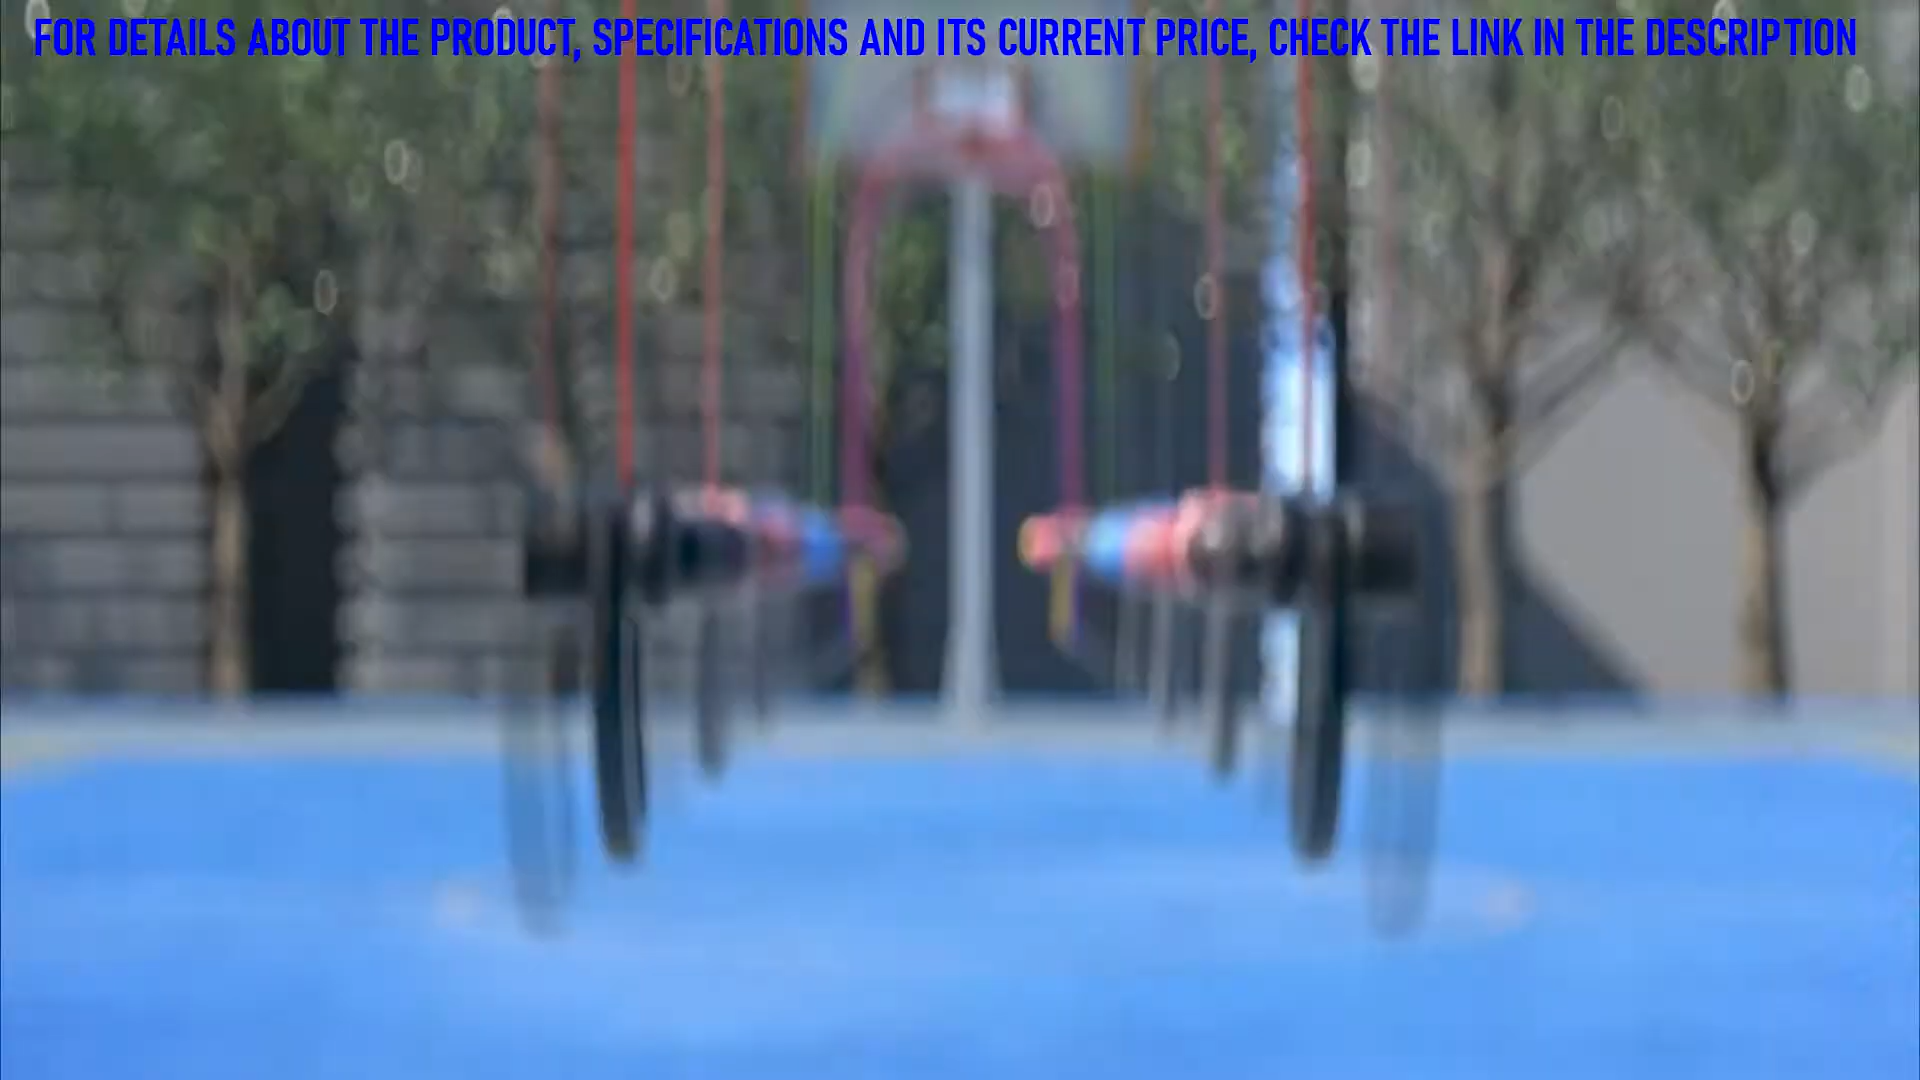 FOR DETAILS ABOUT THE PRODUCT, SPECIFICATIONS AND ITS CURRENT PRICE, CHECK THE LINK IN THE DESCRIPTION